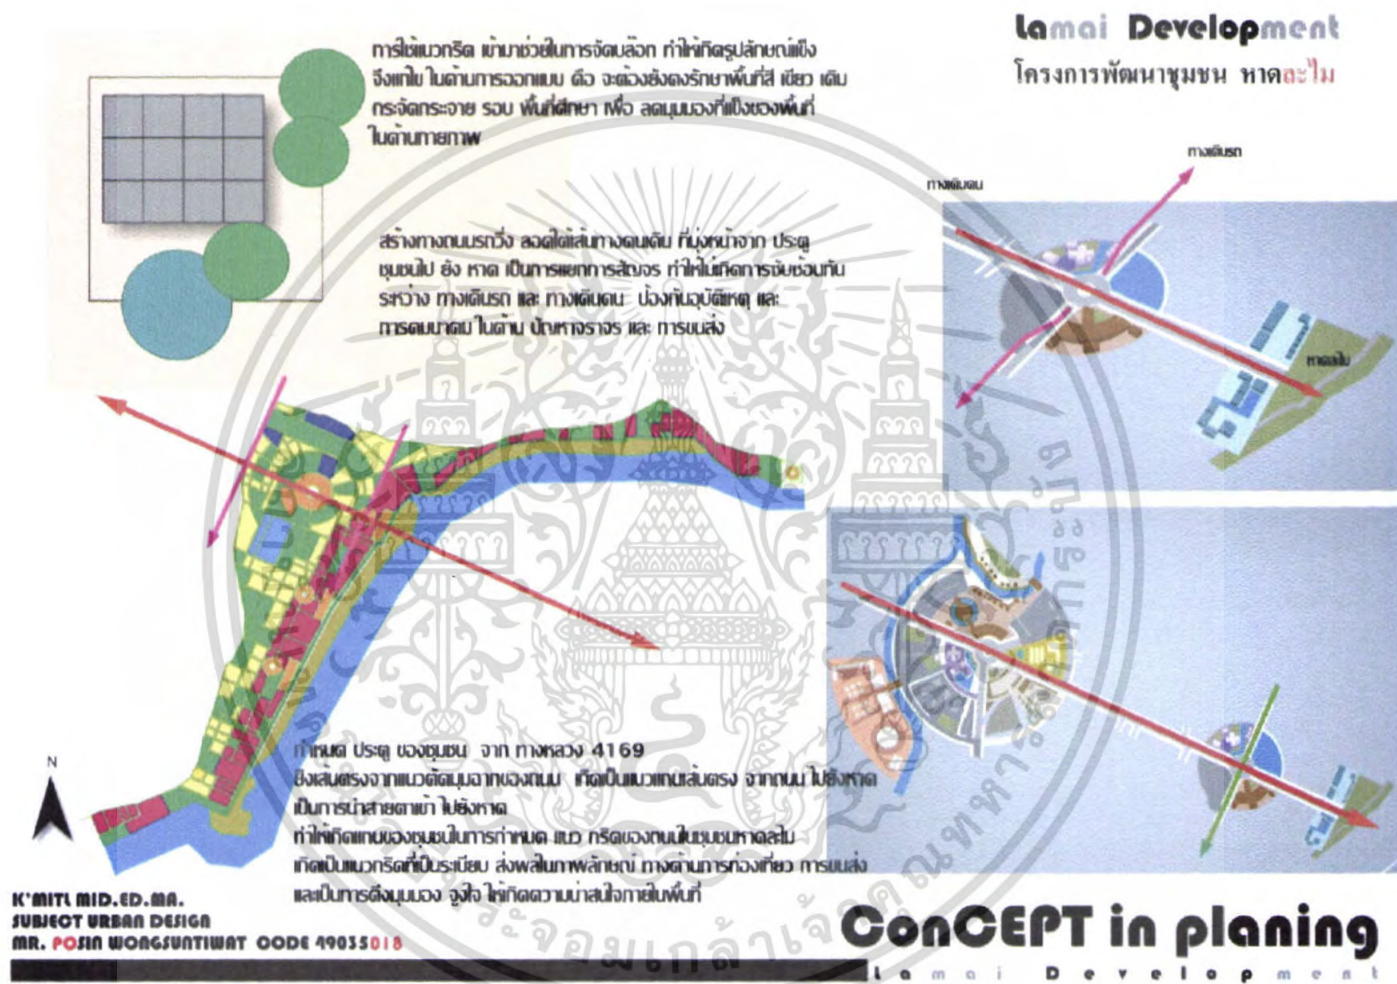 Lamai Development
โครงการพัฒนาชุมชน หาดละไม
การใช้แนวกริด เข้ามาช่วยในการจัดบล๊อก ทำให้เกิดรูปลักษณ์แข็ง
จึงแก้ไข ในด้านการออกแบบ คือ จะต้องยังคงรักษาพื้นที่สี เขียว เดิม
กระจัดกระจาย รอบ พื้นที่ศึกษา เพื่อ ลดมุมมองที่แข็งของพื้นที่
ในด้านกายภาพ
สร้างทางถนนรถวิ่ง ลอดใต้เส้นทางคนเดิน ที่มุ่งหน้าจาก ประตู
ชุมชนไป ยัง หาด เป็นการแยกการสัญจร ทำให้ไม่เกิดการซับซ้อนกัน
ระหว่าง ทางเดินรถ และ ทางเดินคน ป้องกันอุบัติเหตุ และ
การคมนาคม ในด้าน ปัญหาจราจร และ การขนส่ง
ทางเดินรถ
ทางเดินคน
หาดละไม
N
กำหนด ประตู ของชุมชน จาก ทางหลวง 4169
ยิงเส้นตรงจากแนวตัดมุมฉากของถนน เกิดเป็นแนวแกนเส้นตรง จากถนน ไปยังหาด
เป็นการนำสายตาเข้า ไปยังหาด
ทำให้เกิดแกนของชุมชนในการกำหนด แนว กริดของถนนในชุมชนหาดละไม
เกิดเป็นแนวกริดที่เป็นระเบียบ ส่งผลในภาพลักษณ์ ทางด้านการท่องเที่ยว การขนส่ง
และเป็นการดึงมุมมอง จูงใจ ให้เกิดความน่าสนใจภายในพื้นที่
K'MITL MID.ED.MA.
SUBJECT URBAN DESIGN
MR. POSIN WONGSUNTIWAT CODE 49035018
ConCEPT in planing
Lamai Development